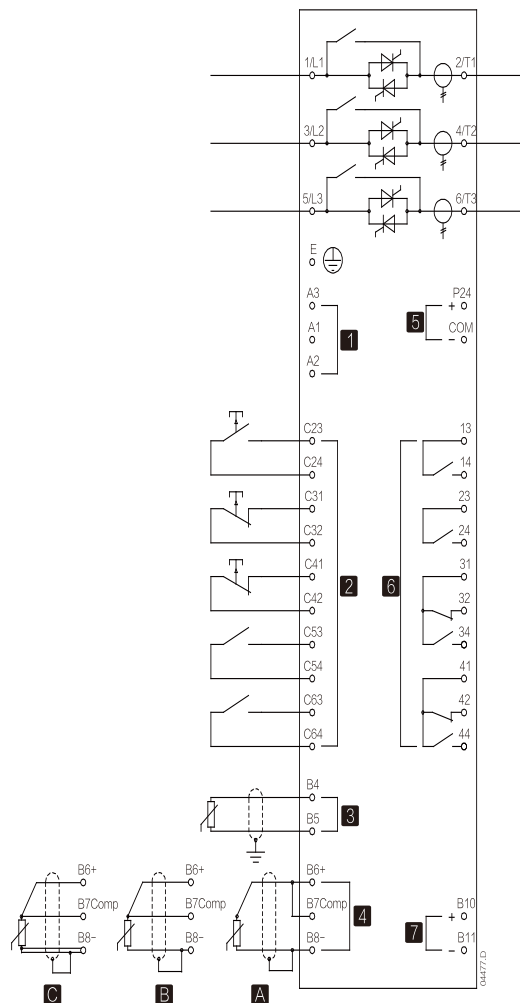 1/L1 2/T1
3/L2 4/T2
5/L3 6/T3
E
A3 P24
+
A1 1 5 COM
-
A2
C23 13
C24 14
C31 23
C32 24
C41 31
C42 2 6 32
C53 34
C54 41
C63 42
C64 44
B4
B5 3
B6+ B6+ B6+
B7Comp B7Comp B7Comp 4 B10
+
7
B8- B8- B8- B11
-
C B A
04477.D